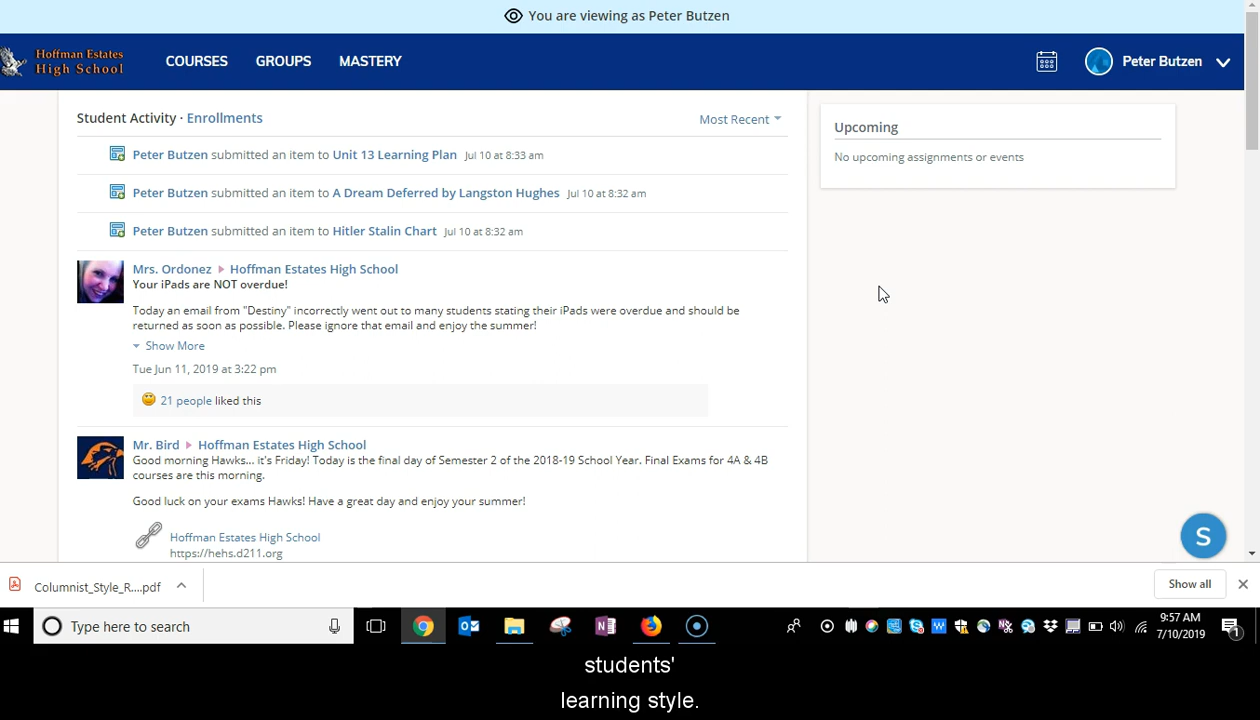 You are viewing as Peter Butzen
Hoffman Estates
High School
COURSES
GROUPS
MASTERY
Peter Butzen
Student Activity · Enrollments
Most Recent
Peter Butzen submitted an item to Unit 13 Learning Plan Jul 10 at 8:33 am
Peter Butzen submitted an item to A Dream Deferred by Langston Hughes Jul 10 at 8:32 am
Peter Butzen submitted an item to Hitler Stalin Chart Jul 10 at 8:32 am
Mrs. Ordonez Hoffman Estates High School
Your iPads are NOT overdue!
Today an email from "Destiny" incorrectly went out to many students stating their iPads were overdue and should be
returned as soon as possible. Please ignore that email and enjoy the summer!
Show More
Tue Jun 11, 2019 at 3:22 pm
21 people liked this
Mr. Bird Hoffman Estates High School
Good morning Hawks... it's Friday! Today is the final day of Semester 2 of the 2018-19 School Year. Final Exams for 4A & 4B
courses are this morning.
Good luck on your exams Hawks! Have a great day and enjoy your summer!
Hoffman Estates High School
https://hehs.d211.org
Upcoming
No upcoming assignments or events
S
Columnist_Style_R....pdf
Show all
Type here to search
9:57 AM
7/10/2019
1
students'
learning style.